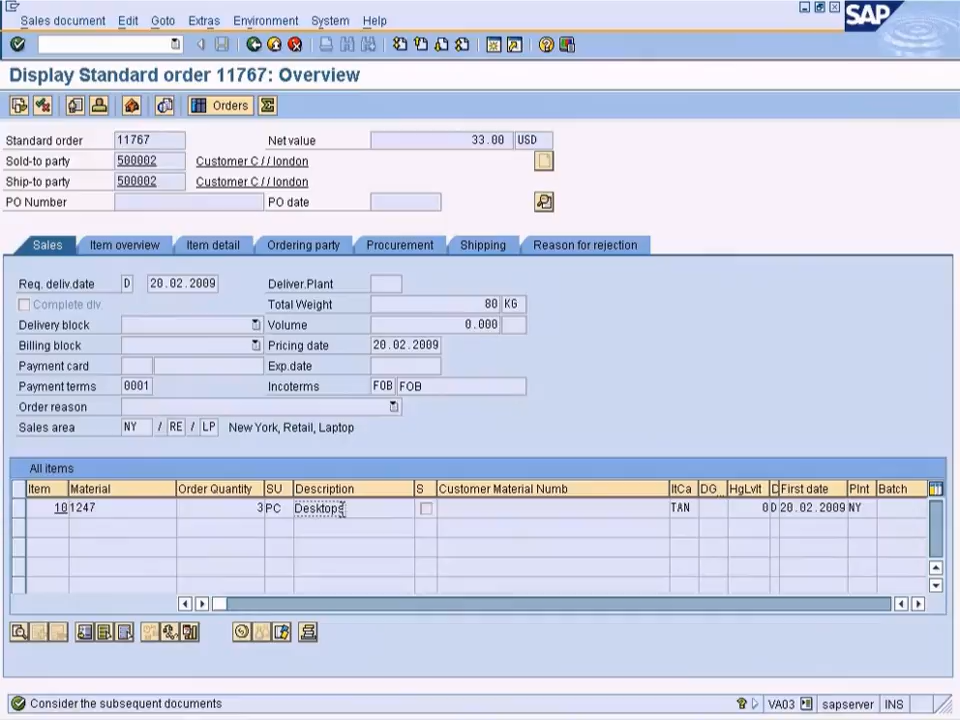 Sales document Edit Goto Extras Environment System Help
SAP
Display Standard order 11767: Overview
Orders
Standard order 11767 Net value 33.00 USD
Sold-to party 500002 Customer C / / london
Ship-to party 500002 Customer C / / london
PO Number PO date
Sales Item overview Item detail Ordering party Procurement Shipping Reason for rejection
Req. deliv.date D 20.02.2009 Deliver.Plant
Complete dlv. Total Weight 80 KG
Delivery block Volume 0.000
Billing block Pricing date 20.02.2009
Payment card Exp.date
Payment terms 0001 Incoterms FOB FOB
Order reason
Sales area NY / RE / LP New York, Retail, Laptop
All items
Item Material Order Quantity SU Description S Customer Material Numb ItCa DG HgLvIt D First date Plnt Batch
10 1247 3 PC Desktops TAN 0 D 20.02.2009 NY
Consider the subsequent documents VA03 sapserver INS